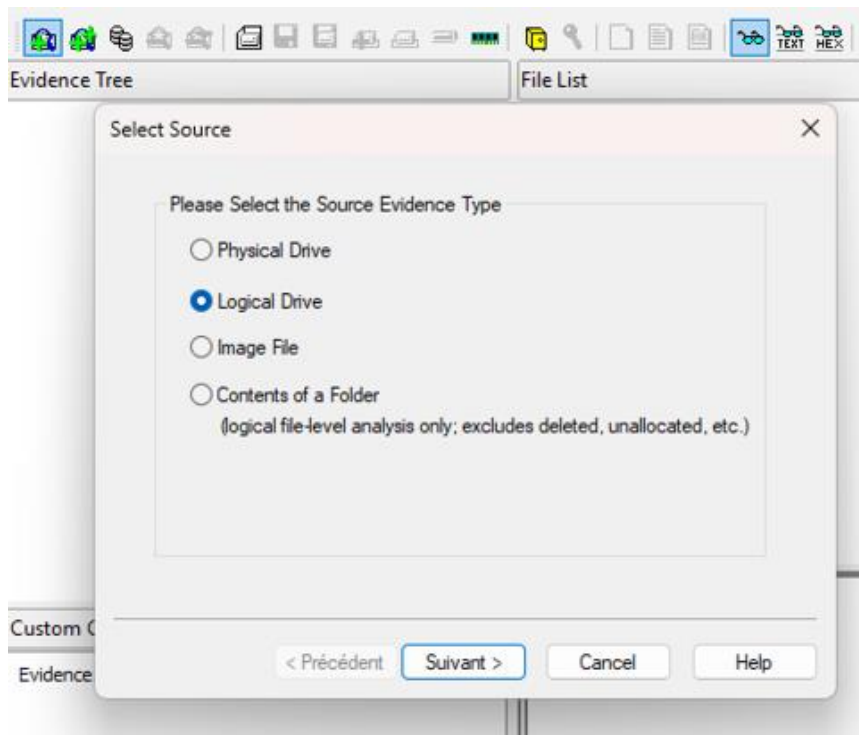 TEXT HEX
Evidence Tree
File List
Select Source
Please Select the Source Evidence Type
Physical Drive
Logical Drive
Image File
Contents of a Folder
(logical file-level analysis only; excludes deleted, unallocated, etc.)
Custom C
Evidence
< Précédent
Suivant >
Cancel
Help